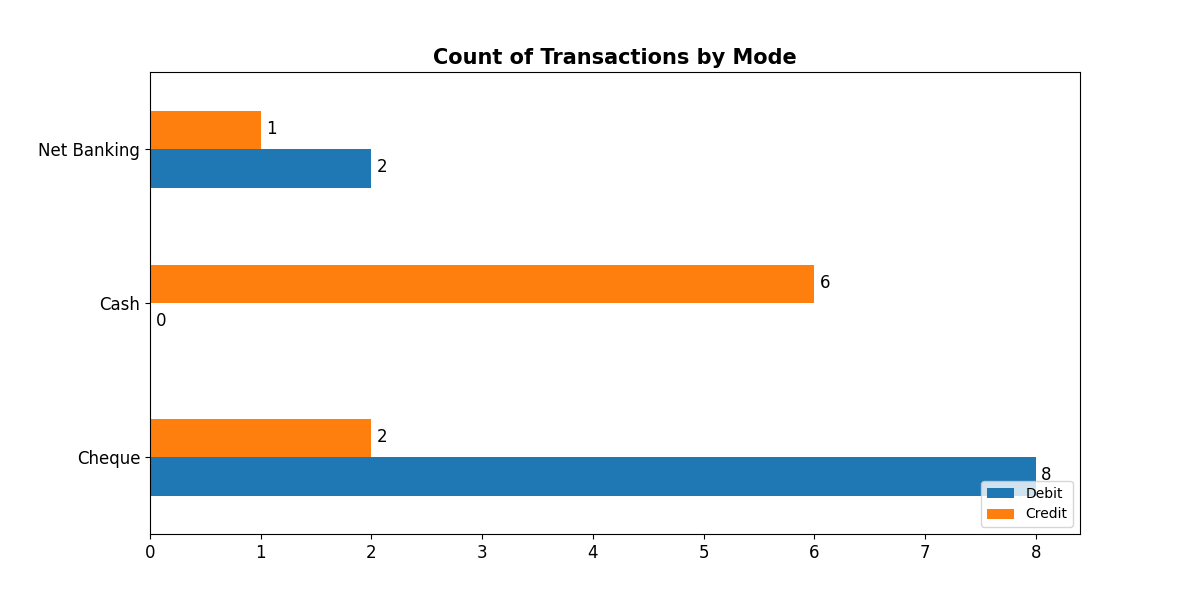 Count of Transactions by Mode
Net Banking
1
2
Cash
6
0
Cheque
2
8
Debit
Credit
0 1 2 3 4 5 6 7 8